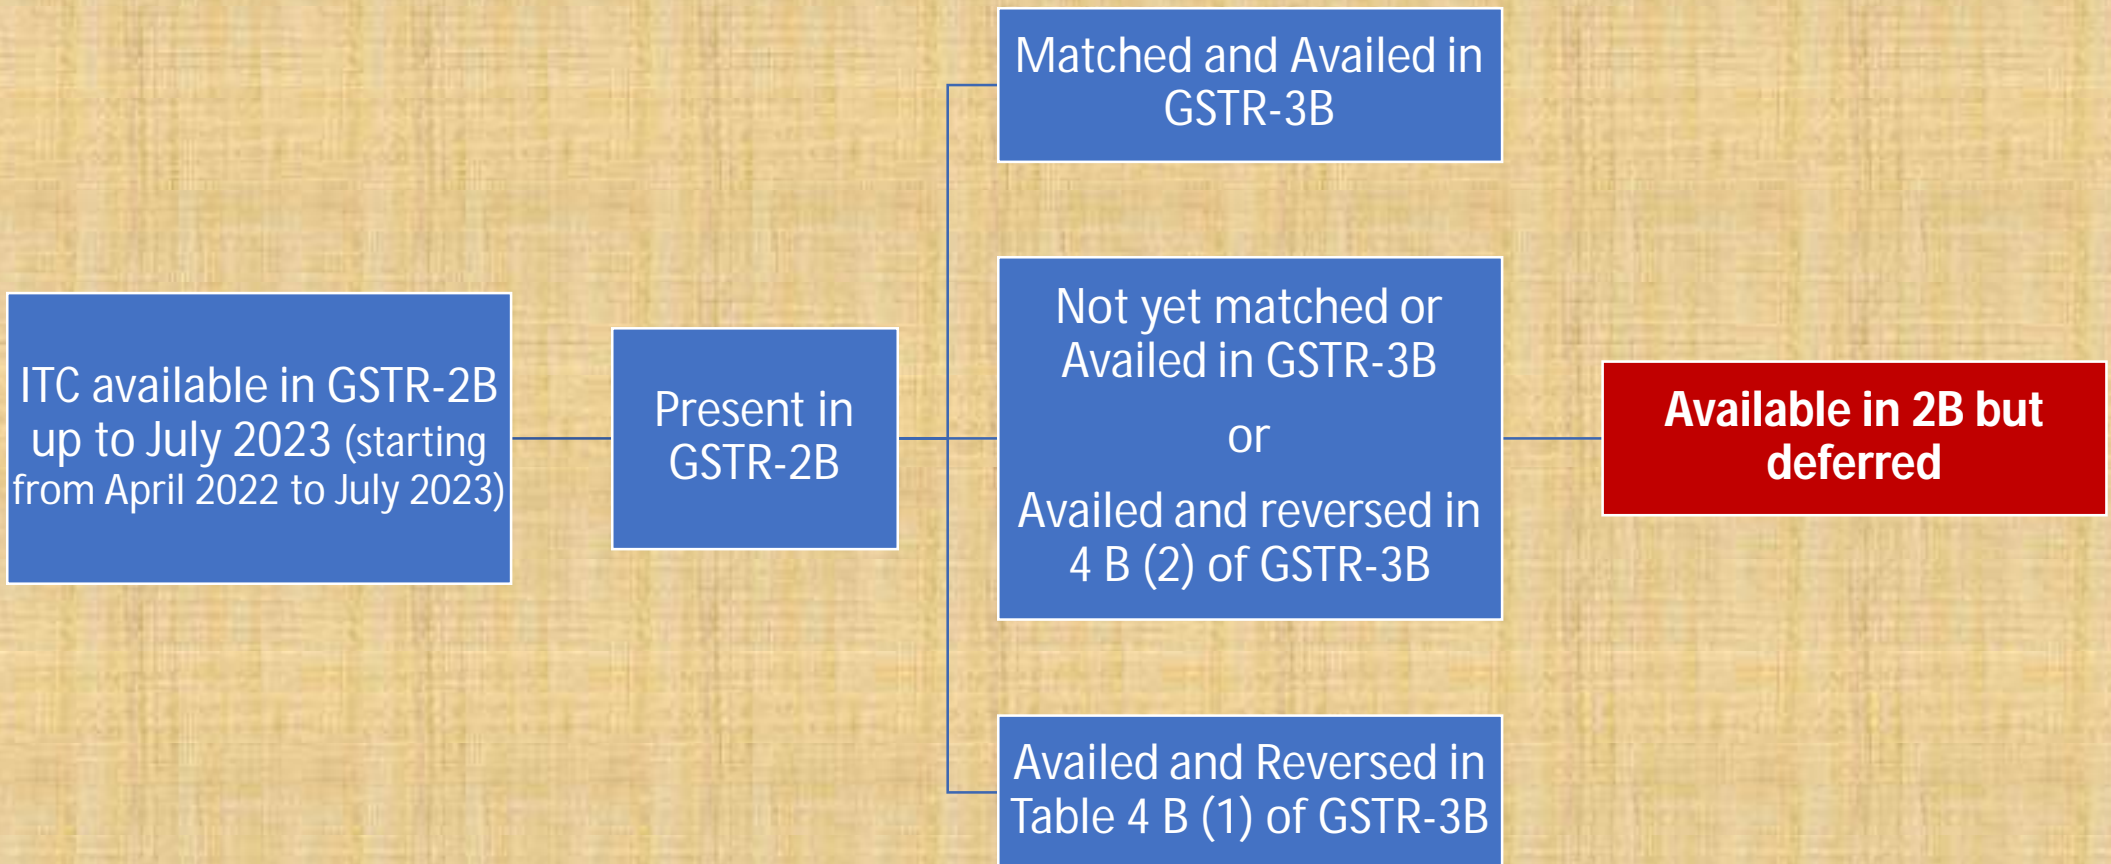 Matched and Availed in
GSTR-3B
ITC available in GSTR-2B
up to July 2023 (starting
from April 2022 to July 2023)
Present in
GSTR-2B
Not yet matched or
Availed in GSTR-3B
or
Availed and reversed in
4 B (2) of GSTR-3B
Available in 2B but
deferred
Availed and Reversed in
Table 4 B (1) of GSTR-3B